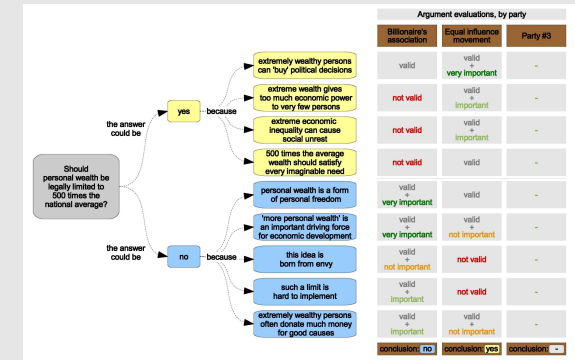 Argument evaluations, by party
Billionaire's
association
Equal influence
movement
Party #3
Should
personal wealth be
legally limited to
500 times the
national average?
the answer
could be
yes
because
extremely wealthy persons
can 'buy' political decisions
valid
valid
+
very important
-
extreme wealth gives
too much economic power
to very few persons
not valid
valid
+
important
-
extreme economic
inequality can cause
social unrest
not valid
valid
+
important
-
500 times the average
wealth should satisfy
every imaginable need
not valid
valid
-
the answer
could be
no
because
personal wealth is a form
of personal freedom
valid
+
very important
valid
-
'more personal wealth' is
an important driving force
for economic development
valid
+
very important
valid
+
not important
-
this idea is
born from envy
valid
+
not important
not valid
-
such a limit is
hard to implement
valid
+
important
not valid
-
extremely wealthy persons
often donate much money
for good causes
valid
+
important
valid
+
not important
-
conclusion: no
conclusion: yes
conclusion: -